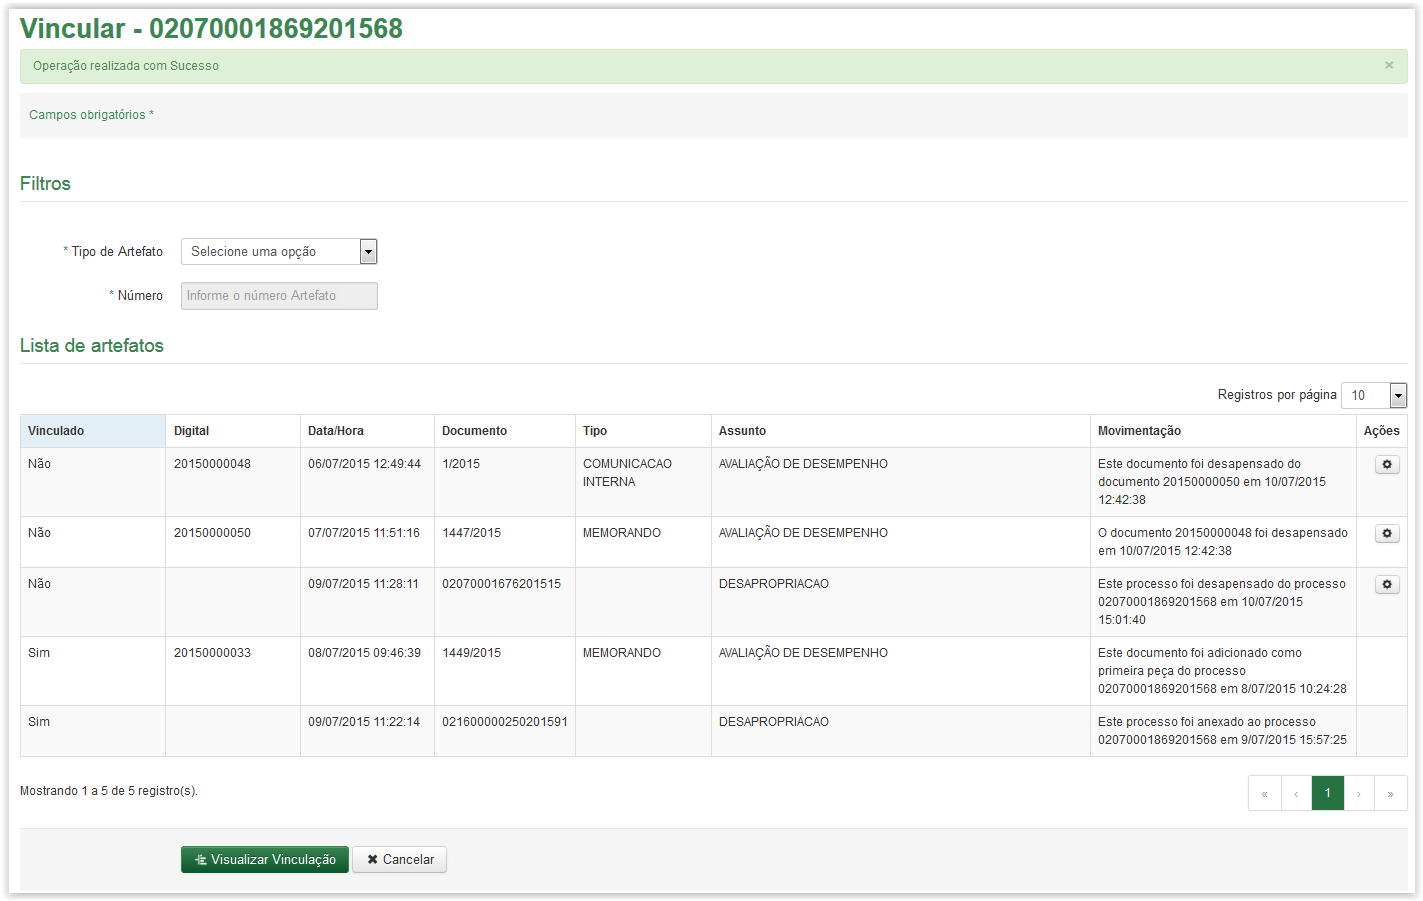 Vincular - 02070001869201568
Operação realizada com Sucesso ×
Campos obrigatórios *
Filtros
* Tipo de Artefato Selecione uma opção
* Número Informe o número Artefato
Lista de artefatos
Registros por página 10
Vinculado Digital Data/Hora Documento Tipo Assunto Movimentação Ações
Não 20150000048 06/07/2015 12:49:44 1/2015 COMUNICACAO AVALIAÇÃO DE DESEMPENHO Este documento foi desapensado do
INTERNA documento 20150000050 em 10/07/2015
12:42:38
Não 20150000050 07/07/2015 11:51:16 1447/2015 MEMORANDO AVALIAÇÃO DE DESEMPENHO O documento 20150000048 foi desapensado
em 10/07/2015 12:42:38
Não 09/07/2015 11:28:11 02070001676201515 DESAPROPRIACAO Este processo foi desapensado do processo
02070001869201568 em 10/07/2015
15:01:40
Sim 20150000033 08/07/2015 09:46:39 1449/2015 MEMORANDO AVALIAÇÃO DE DESEMPENHO Este documento foi adicionado como
primeira peça do processo
02070001869201568 em 8/07/2015 10:24:28
Sim 09/07/2015 11:22:14 021600000250201591 DESAPROPRIACAO Este processo foi anexado ao processo
02070001869201568 em 9/07/2015 15:57:25
Mostrando 1 a 5 de 5 registro(s). « ‹ 1 › »
Visualizar Vinculação ✖ Cancelar